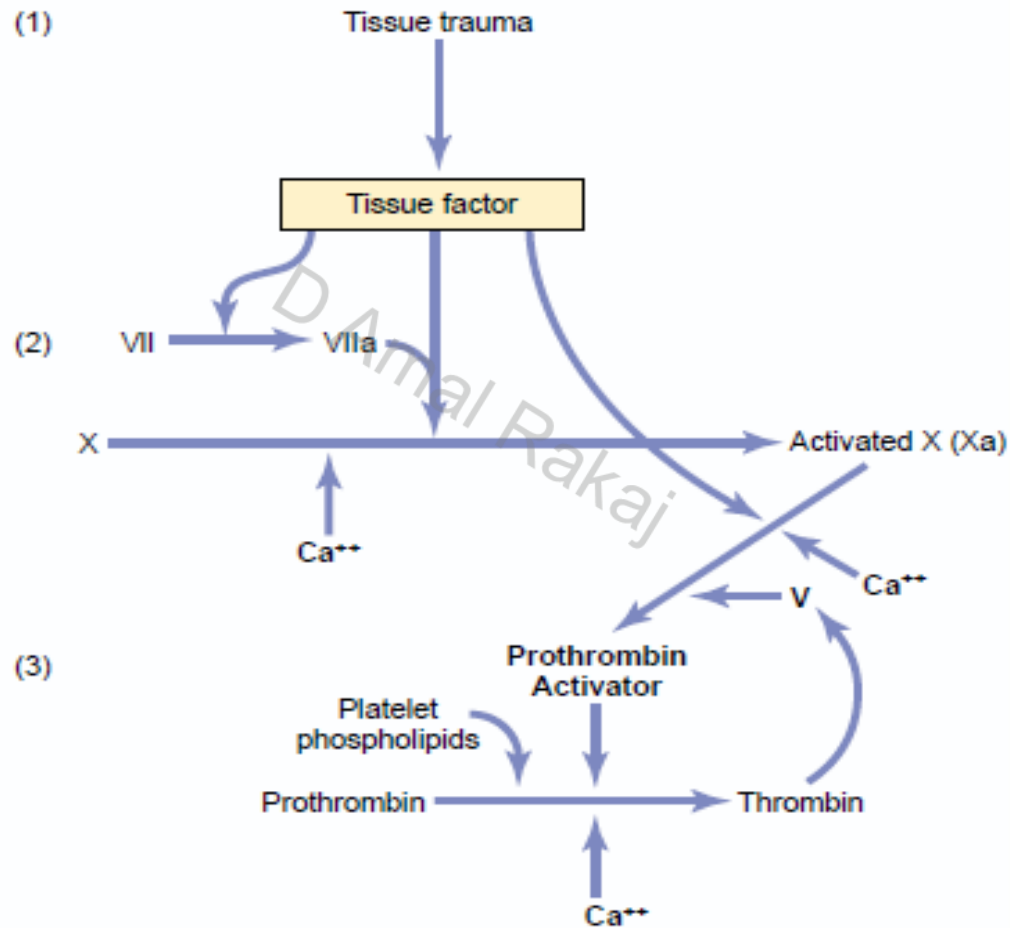 (1)
Tissue trauma
Tissue factor
(2)
VII
VIIa
X
Activated X (Xa)
Ca++
Ca++
V
(3)
Prothrombin
Activator
Platelet
phospholipids
Prothrombin
Thrombin
Ca++
D Amal Rakaj